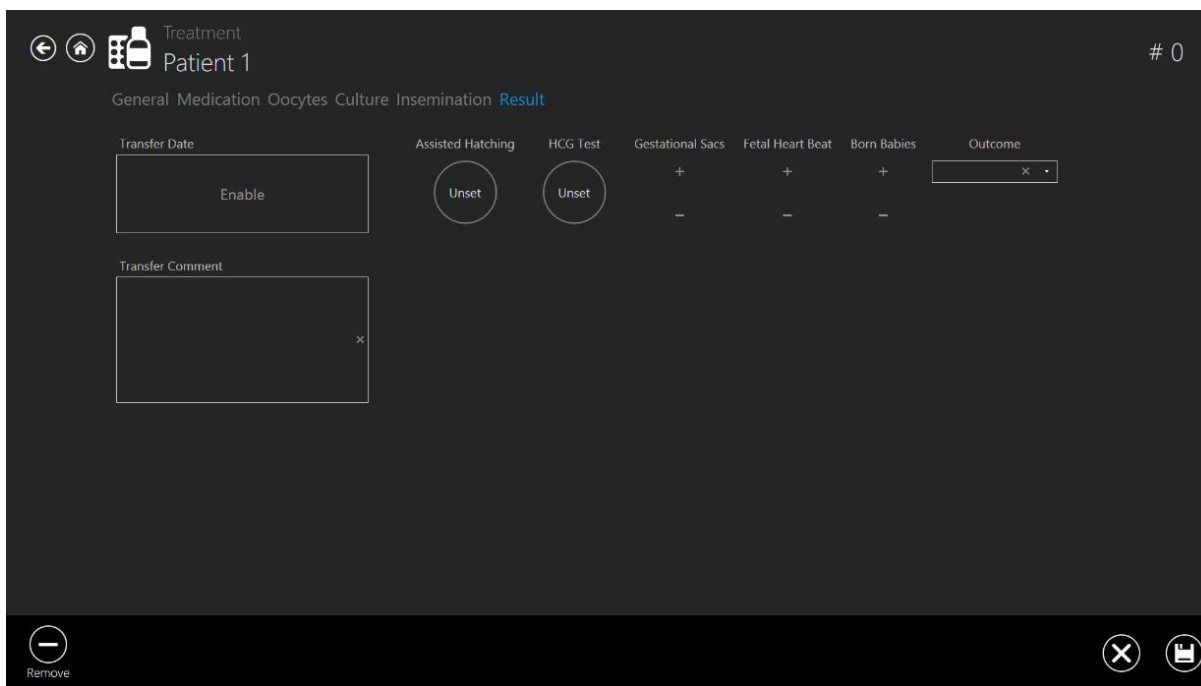 Treatment
Patient 1
# 0
General Medication Oocytes Culture Insemination Result
Transfer Date
Assisted Hatching
HCG Test
Gestational Sacs
Fetal Heart Beat
Born Babies
Outcome
Enable
Unset
Unset
+
+
+
−
−
−
Transfer Comment
Remove